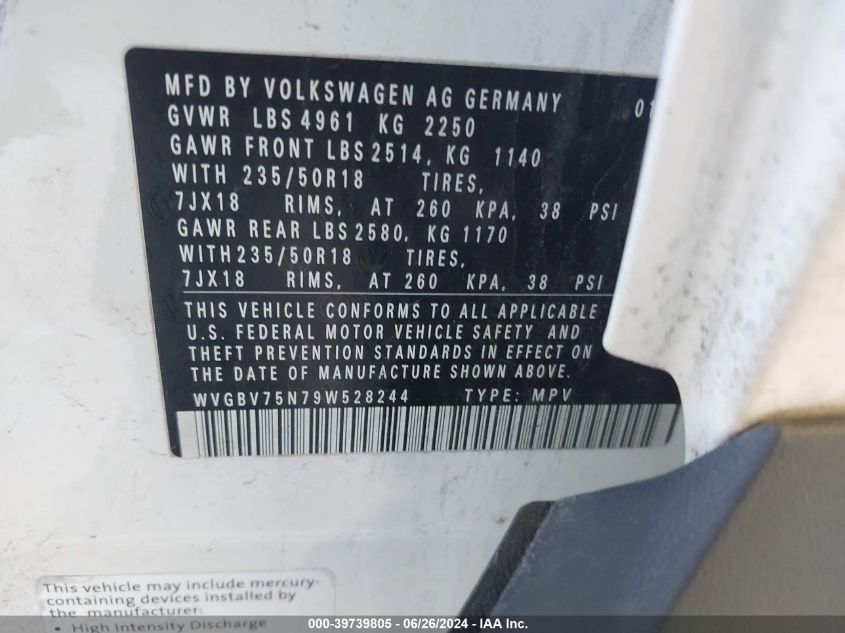 MFD BY VOLKSWAGEN AG GERMANY 01
GVWR LBS 4961 KG 2250
GAWR FRONT LBS 2514, KG 1140
WITH 235/50R18 TIRES,
7JX18 RIMS, AT 260 KPA, 38 PSI
GAWR REAR LBS 2580, KG 1170
WITH 235/50R18 TIRES,
7JX18 RIMS, AT 260 KPA, 38 PSI
THIS VEHICLE CONFORMS TO ALL APPLICABLE
U.S. FEDERAL MOTOR VEHICLE SAFETY AND
THEFT PREVENTION STANDARDS IN EFFECT ON
THE DATE OF MANUFACTURE SHOWN ABOVE.
WVGBV75N79W528244 TYPE: MPV
This vehicle may include mercury-
containing devices installed by
the manufacturer:
• High Intensity Discharge
000-39739805 - 06/26/2024 - IAA Inc.